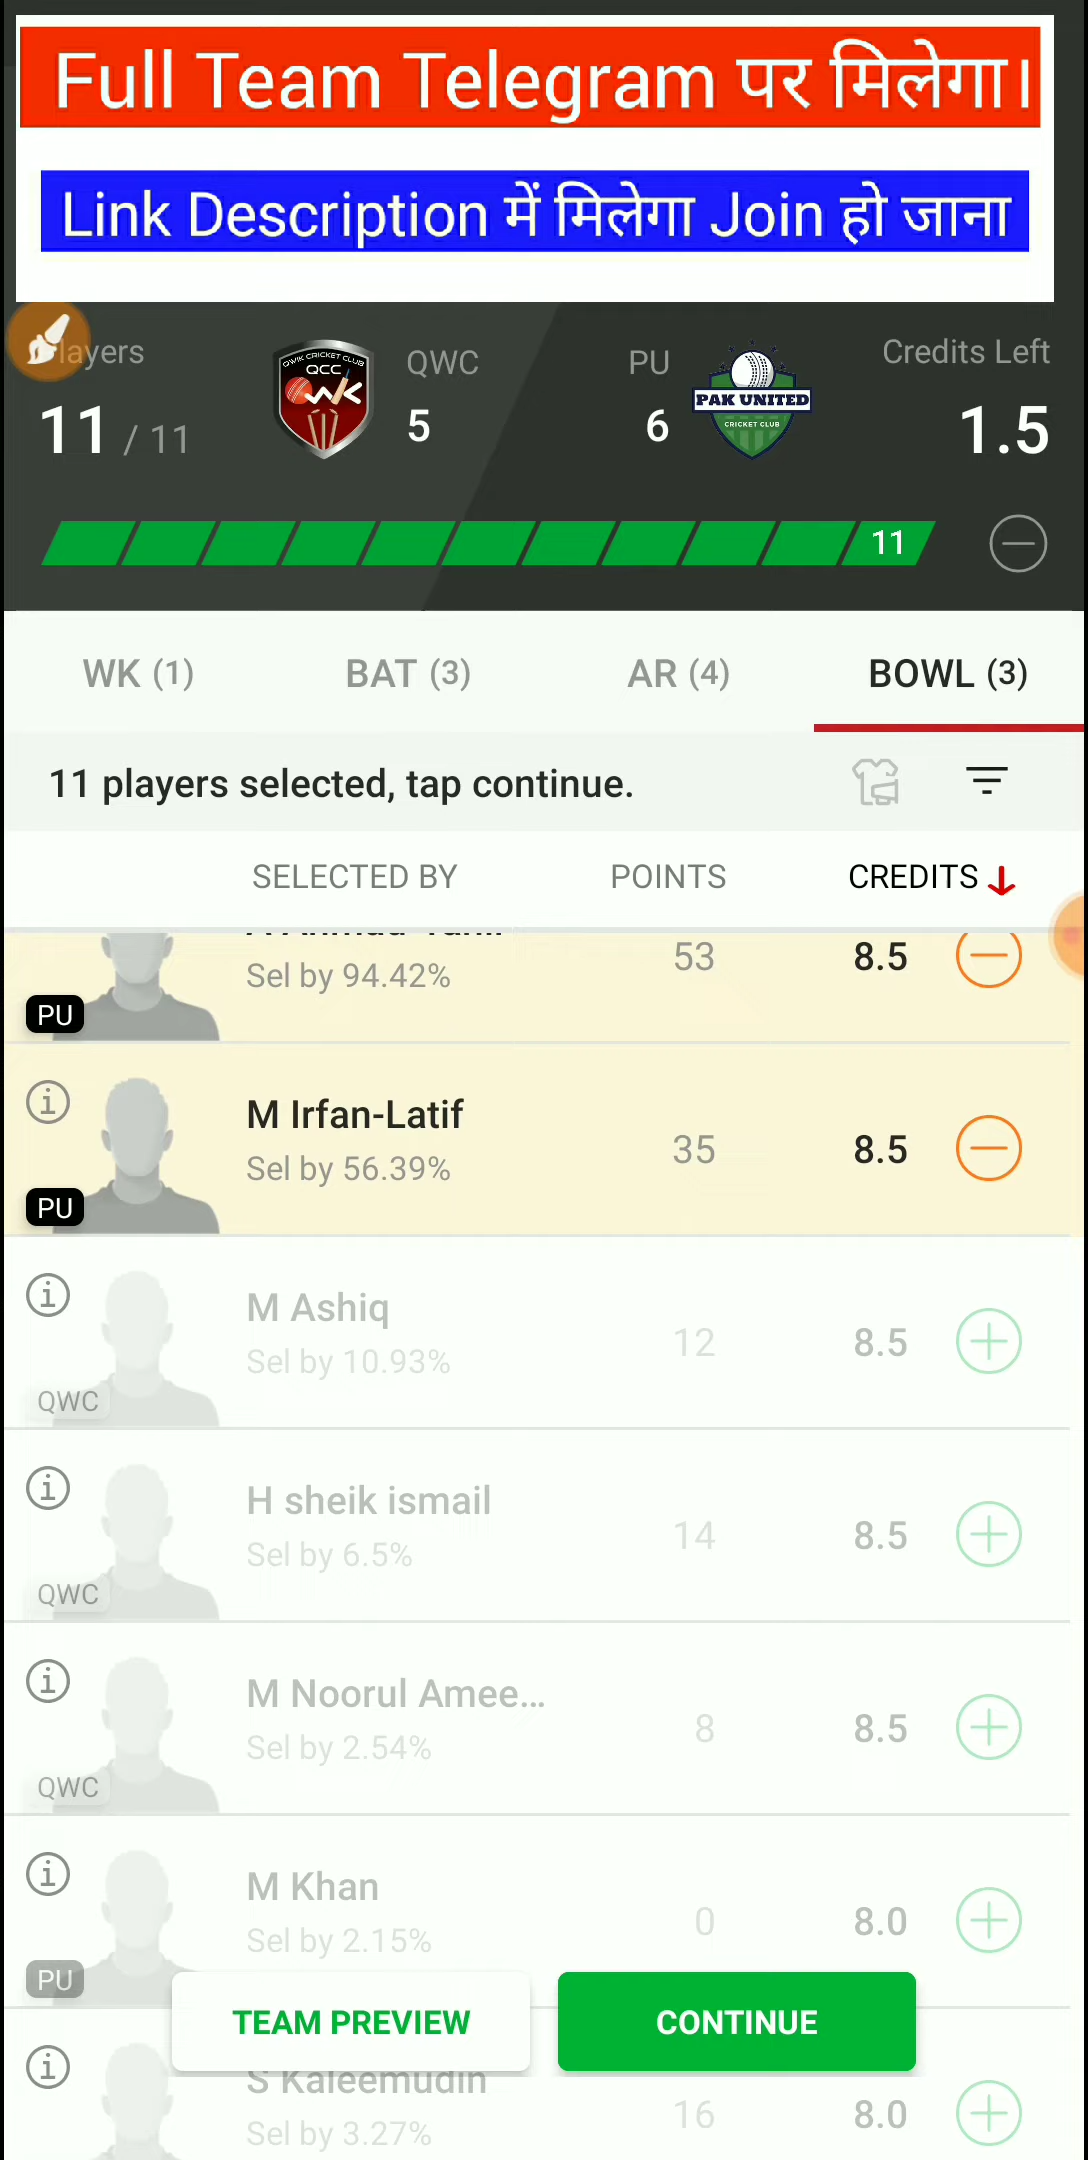 Full Team Telegram पर मिलेगा।
Link Description में मिलेगा Join हो जाना
layers
QWIK CRICKET CLUB
QCC
QWC
PU
PAK UNITED
CRICKET CLUB
Credits Left
11 / 11
5
6
1.5
11
WK (1)
BAT (3)
AR (4)
BOWL (3)
11 players selected, tap continue.
SELECTED BY
POINTS
CREDITS
Sel by 94.42%
53
8.5
PU
M Irfan-Latif
Sel by 56.39%
35
8.5
PU
M Ashiq
Sel by 10.93%
12
8.5
QWC
H sheik ismail
Sel by 6.5%
14
8.5
QWC
M Noorul Amee...
Sel by 2.54%
8
8.5
QWC
M Khan
Sel by 2.15%
0
8.0
PU
TEAM PREVIEW
CONTINUE
S Kaleemudin
Sel by 3.27%
16
8.0